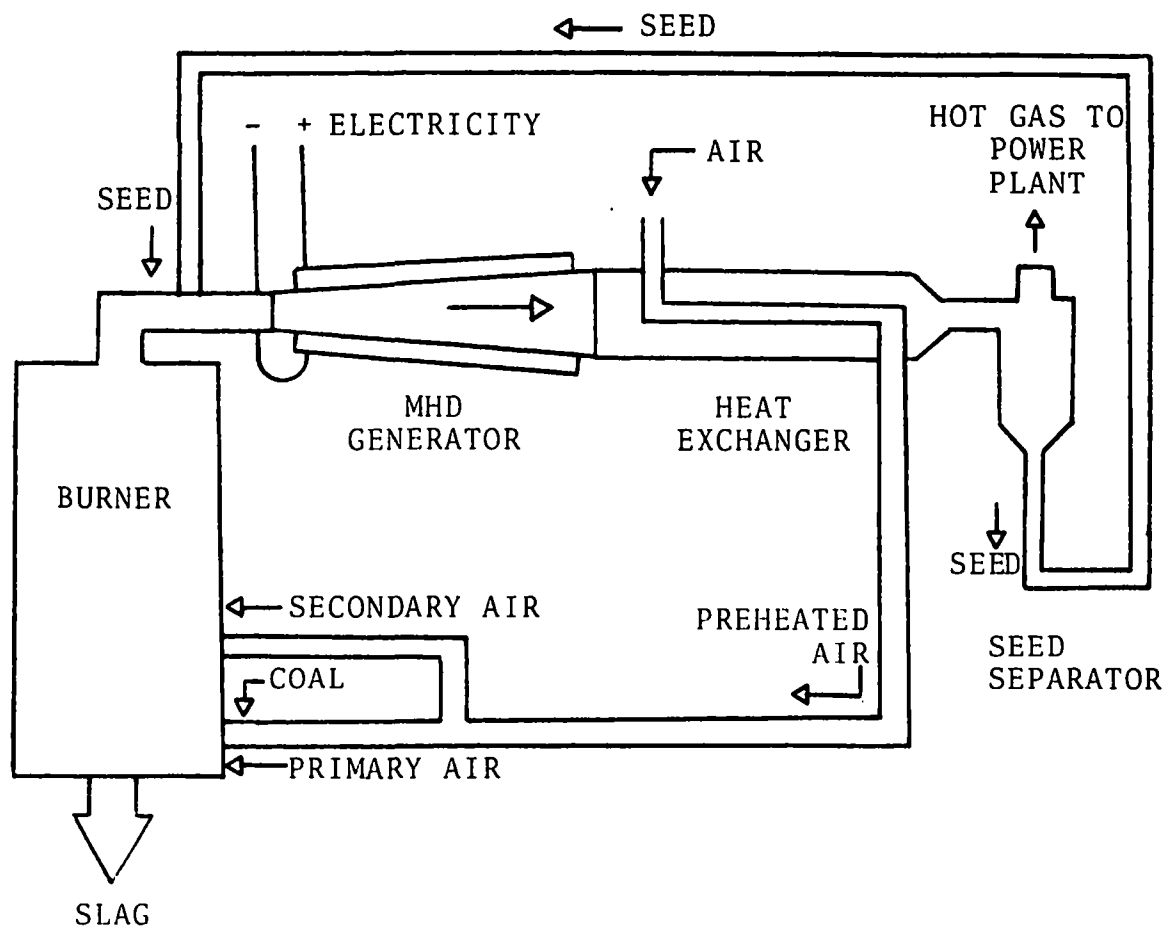 SEED
- + ELECTRICITY
HOT GAS TO
POWER
PLANT
AIR
SEED
MHD
GENERATOR
HEAT
EXCHANGER
BURNER
SEED
SECONDARY AIR
PREHEATED
AIR
SEED
SEPARATOR
COAL
PRIMARY AIR
SLAG